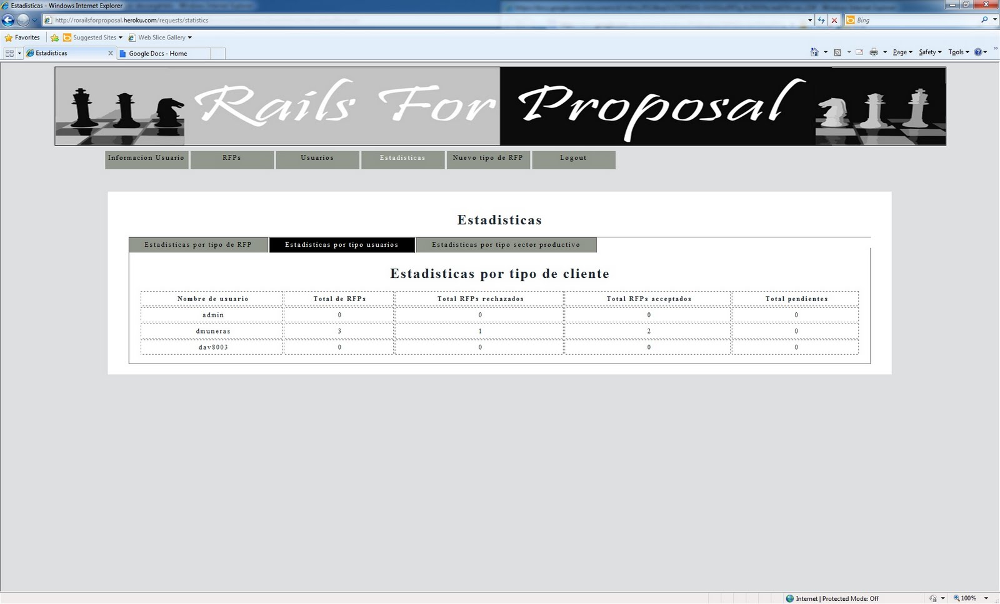 Estadisticas - Windows Internet Explorer
http://rorailsforproposal.heroku.com/requests/statistics
Bing
Favorites Suggested Sites Web Slice Gallery
Estadisticas Google Docs - Home Page Safety Tools
Rails For Proposal
Informacion Usuario RFPs Usuarios Estadisticas Nuevo tipo de RFP Logout
Estadisticas
Estadisticas por tipo de RFP Estadisticas por tipo usuarios Estadisticas por tipo sector productivo
Estadisticas por tipo de cliente
Nombre de usuario Total de RFPs Total RFPs rechazados Total RFPs acceptados Total pendientes
admin 0 0 0 0
dmuneras 3 1 2 0
dav8003 0 0 0 0
Internet | Protected Mode: Off 100%